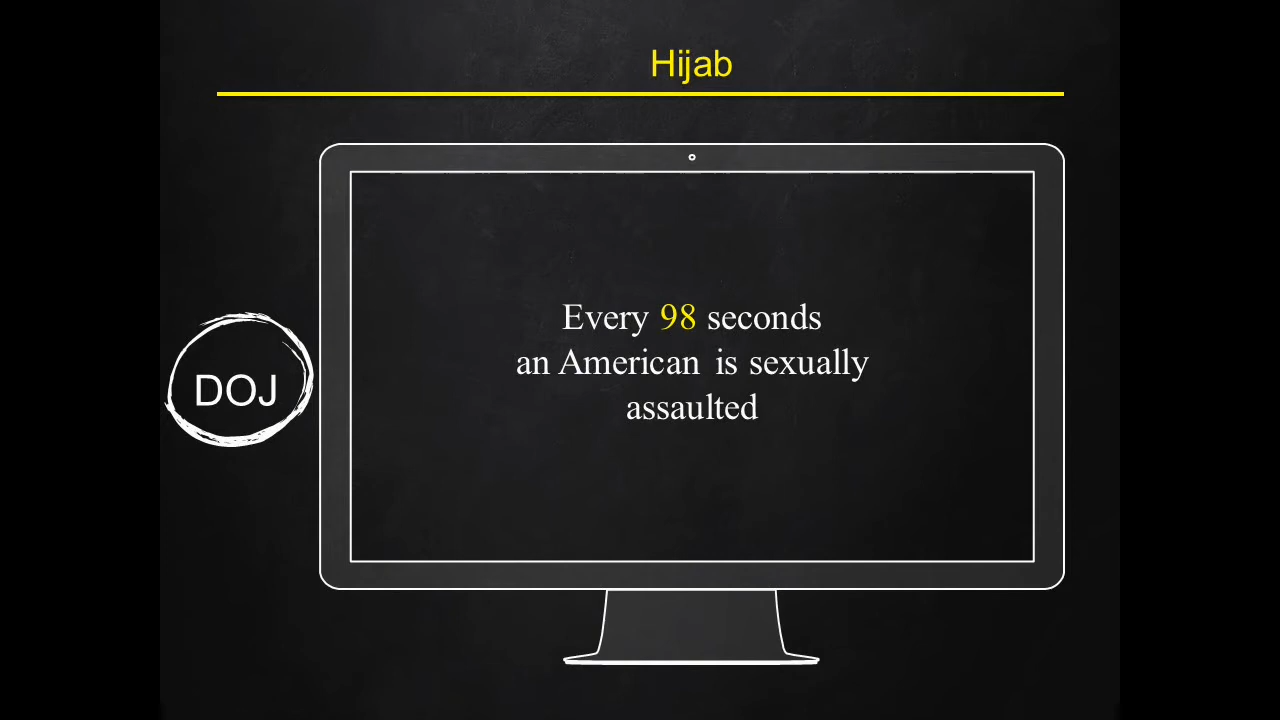 Hijab
DOJ
Every 98 seconds
an American is sexually
assaulted